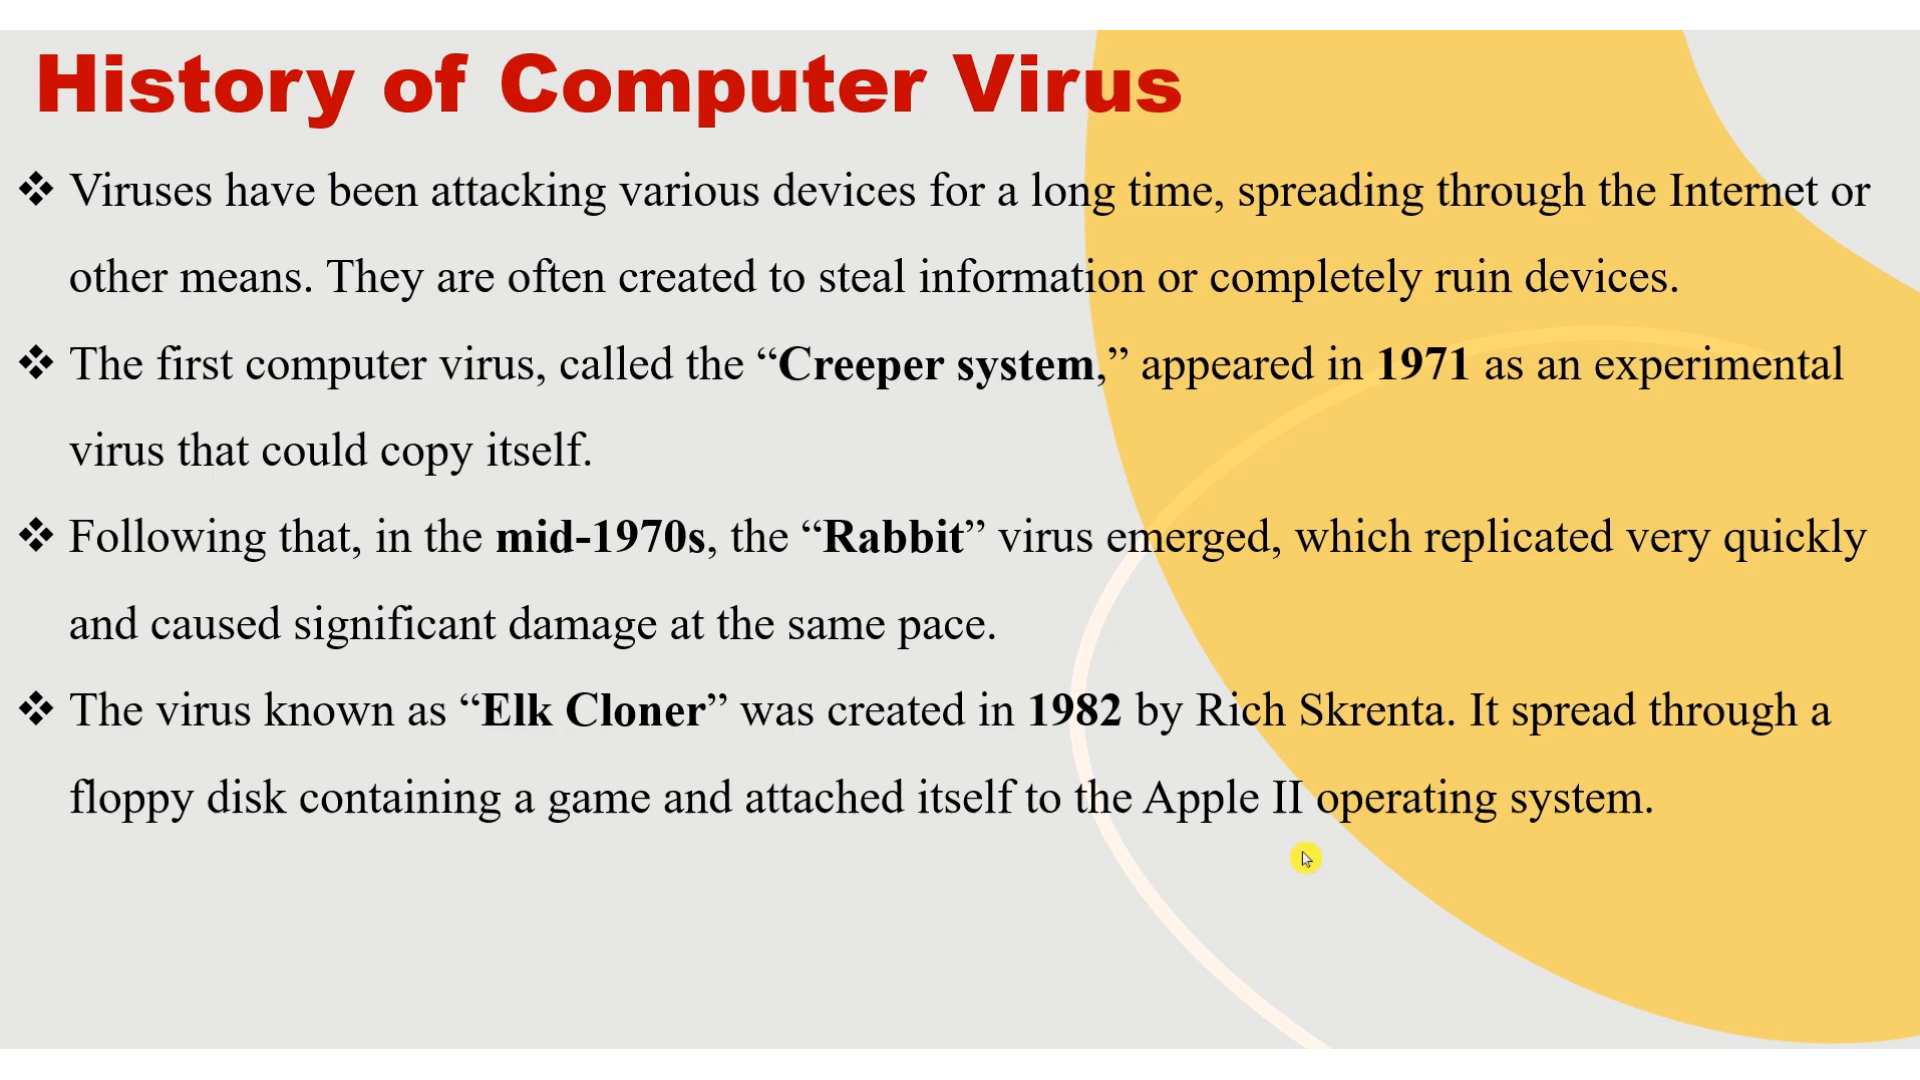 History of Computer Virus
❖ Viruses have been attacking various devices for a long time, spreading through the Internet or
other means. They are often created to steal information or completely ruin devices.
❖ The first computer virus, called the “Creeper system,” appeared in 1971 as an experimental
virus that could copy itself.
❖ Following that, in the mid-1970s, the “Rabbit” virus emerged, which replicated very quickly
and caused significant damage at the same pace.
❖ The virus known as “Elk Cloner” was created in 1982 by Rich Skrenta. It spread through a
floppy disk containing a game and attached itself to the Apple II operating system.